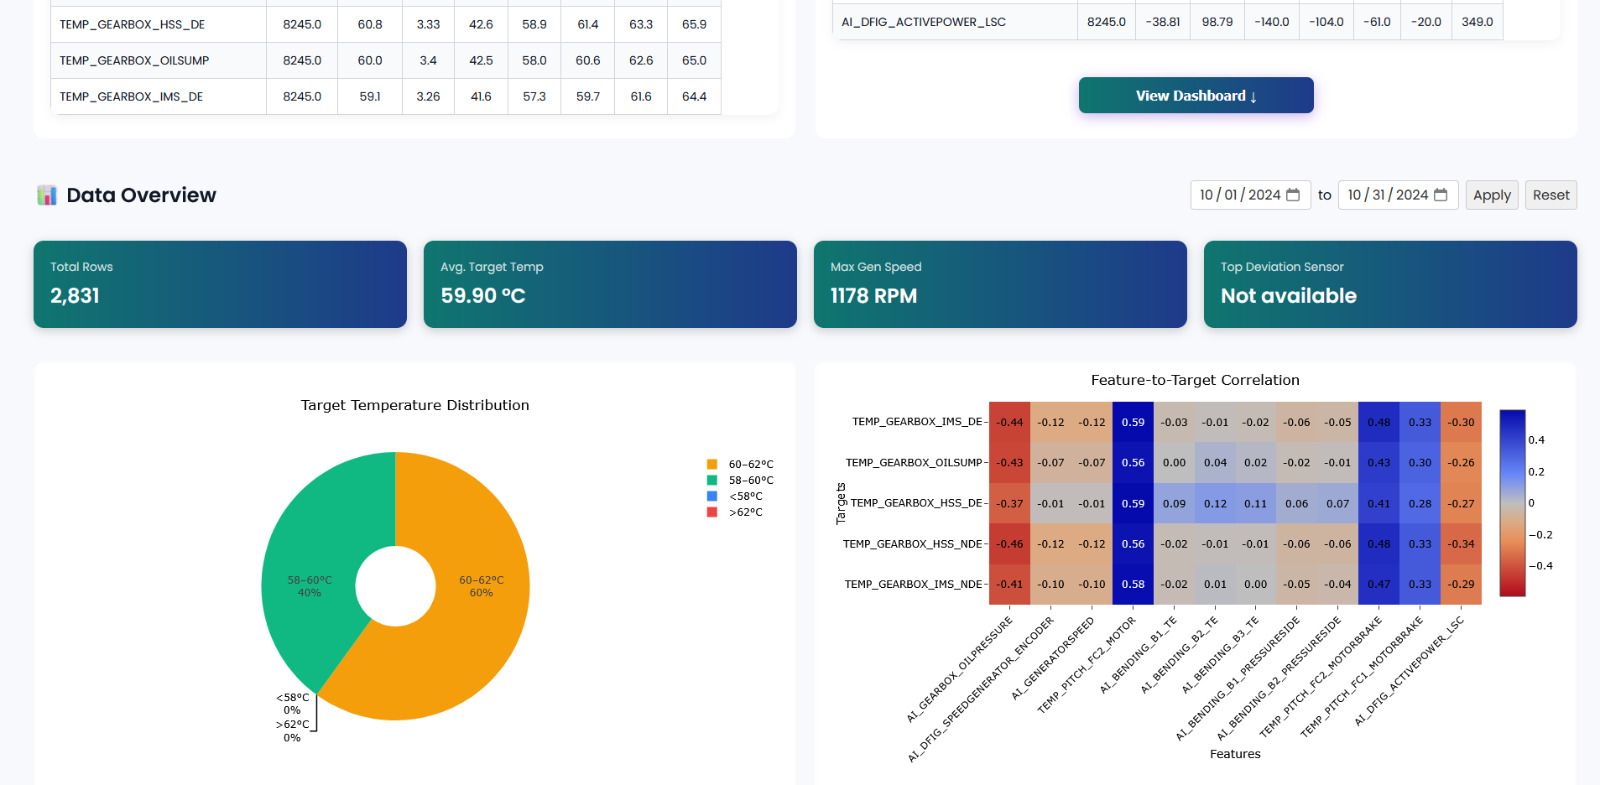 TEMP_GEARBOX_HSS_DE 8245.0 60.8 3.33 42.6 58.9 61.4 63.3 65.9
TEMP_GEARBOX_OILSUMP 8245.0 60.0 3.4 42.5 58.0 60.6 62.6 65.0
TEMP_GEARBOX_IMS_DE 8245.0 59.1 3.26 41.6 57.3 59.7 61.6 64.4
AI_DFIG_ACTIVEPOWER_LSC 8245.0 -38.81 98.79 -140.0 -104.0 -61.0 -20.0 349.0
View Dashboard ↓
Data Overview
10/01/2024 to 10/31/2024 Apply Reset
Total Rows
2,831
Avg. Target Temp
59.90 °C
Max Gen Speed
1178 RPM
Top Deviation Sensor
Not available
Target Temperature Distribution
60–62°C
58–60°C
<58°C
>62°C
58–60°C
40%
60–62°C
60%
<58°C
0%
>62°C
0%
Feature-to-Target Correlation
Targets
TEMP_GEARBOX_IMS_DE -0.44 -0.12 -0.12 0.59 -0.03 -0.01 -0.02 -0.06 -0.05 0.48 0.33 -0.30
TEMP_GEARBOX_OILSUMP -0.43 -0.07 -0.07 0.56 0.00 0.04 0.02 -0.02 -0.01 0.43 0.30 -0.26
TEMP_GEARBOX_HSS_DE -0.37 -0.01 -0.01 0.59 0.09 0.12 0.11 0.06 0.07 0.41 0.28 -0.27
TEMP_GEARBOX_HSS_NDE -0.46 -0.12 -0.12 0.56 -0.02 -0.01 -0.01 -0.06 -0.06 0.48 0.33 -0.34
TEMP_GEARBOX_IMS_NDE -0.41 -0.10 -0.10 0.58 -0.02 0.01 0.00 -0.05 -0.04 0.47 0.33 -0.29
0.4
0.2
0
−0.2
−0.4
AI_GEARBOX_OILPRESSURE
AI_DFIG_SPEEDGENERATOR_ENCODER
AI_GENERATORSPEED
TEMP_PITCH_FC2_MOTOR
AI_BENDING_B1_TE
AI_BENDING_B2_TE
AI_BENDING_B3_TE
AI_BENDING_B1_PRESSURESIDE
AI_BENDING_B2_PRESSURESIDE
TEMP_PITCH_FC2_MOTORBRAKE
TEMP_PITCH_FC1_MOTORBRAKE
AI_DFIG_ACTIVEPOWER_LSC
Features